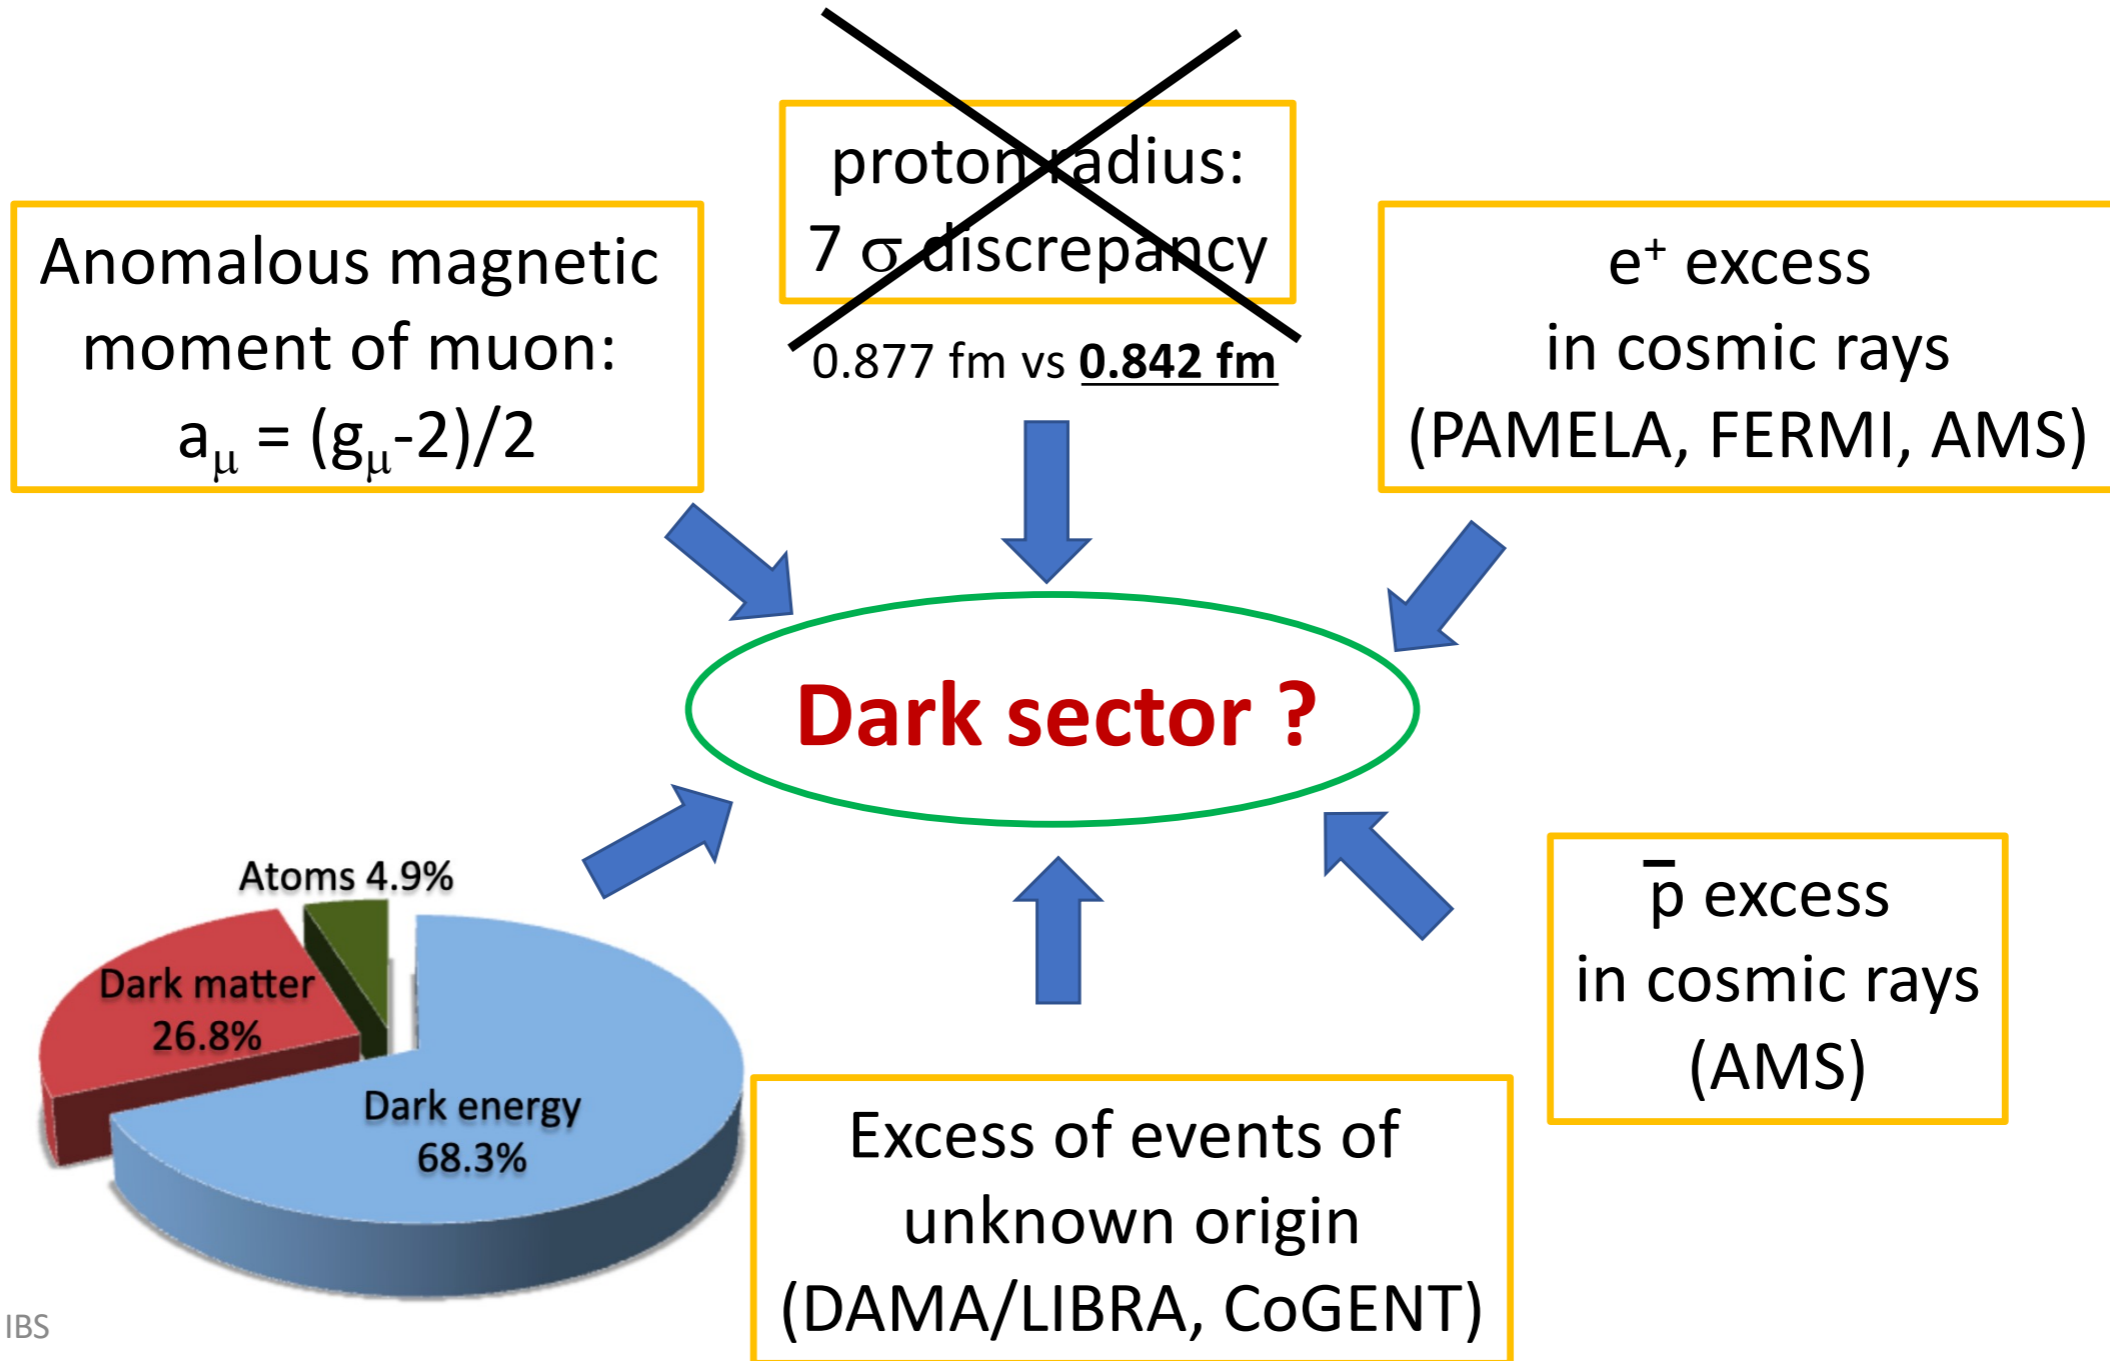 proton radius:
7 σ discrepancy
0.877 fm vs 0.842 fm
Anomalous magnetic
moment of muon:
aμ = (gμ-2)/2
e⁺ excess
in cosmic rays
(PAMELA, FERMI, AMS)
Dark sector ?
Atoms 4.9%
Dark matter
26.8%
Dark energy
68.3%
p̅ excess
in cosmic rays
(AMS)
Excess of events of
unknown origin
(DAMA/LIBRA, CoGENT)
IBS